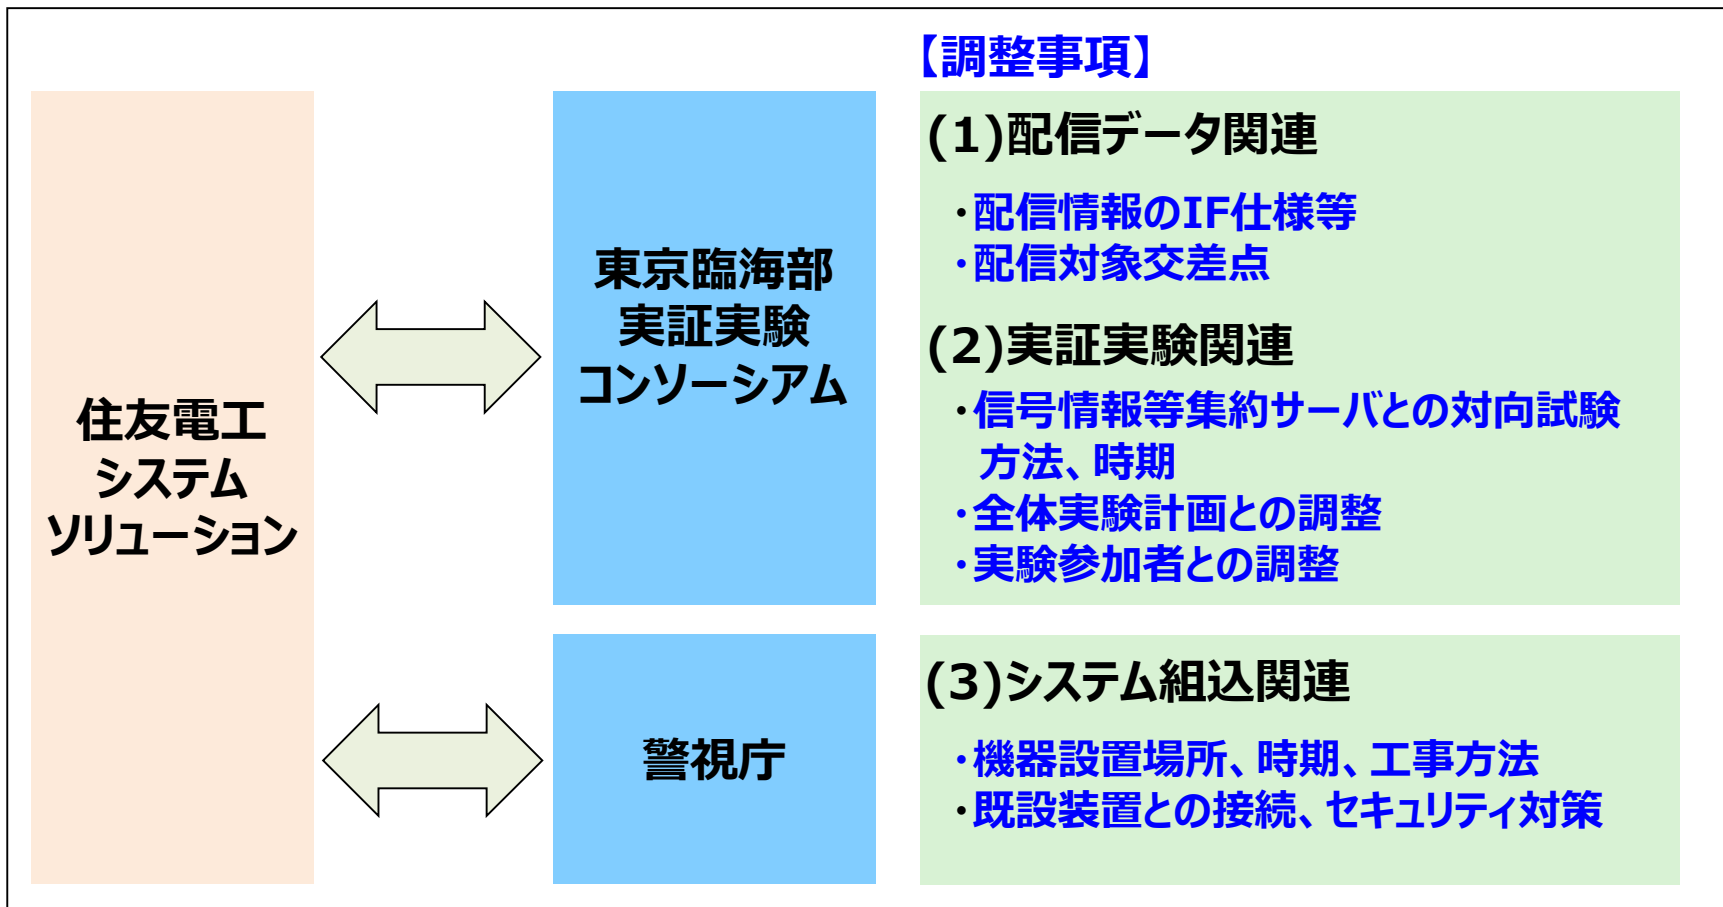 【調整事項】
住友電工
システム
ソリューション
東京臨海部
実証実験
コンソーシアム
(1)配信データ関連
・配信情報のIF仕様等
・配信対象交差点
(2)実証実験関連
・信号情報等集約サーバとの対向試験
方法、時期
・全体実験計画との調整
・実験参加者との調整
警視庁
(3)システム組込関連
・機器設置場所、時期、工事方法
・既設装置との接続、セキュリティ対策